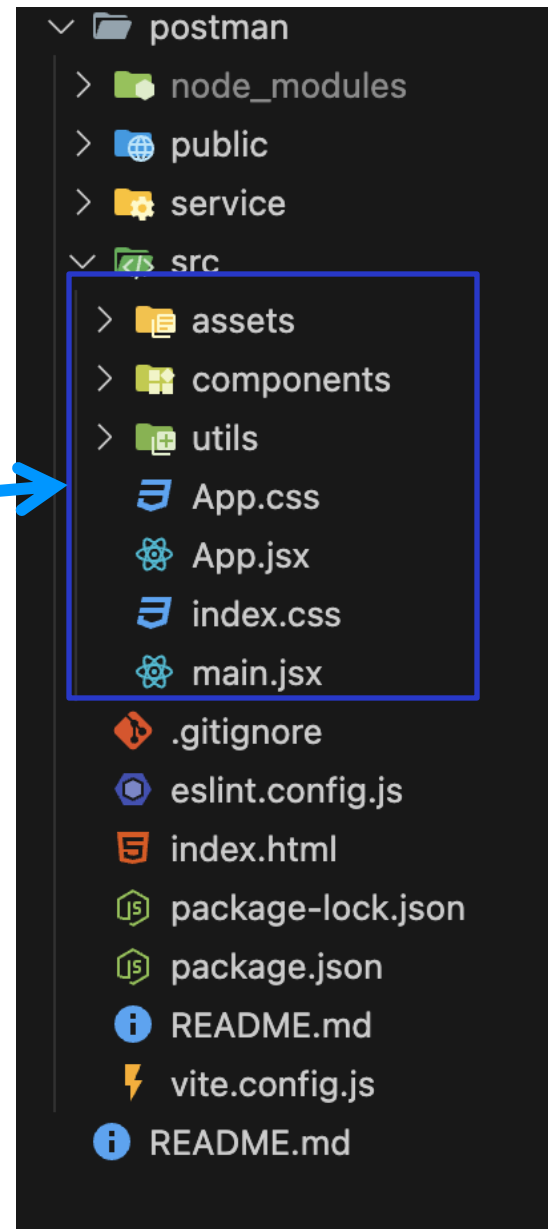 postman
node_modules
public
service
src
assets
components
utils
App.css
App.jsx
index.css
main.jsx
.gitignore
eslint.config.js
index.html
package-lock.json
package.json
README.md
vite.config.js
README.md